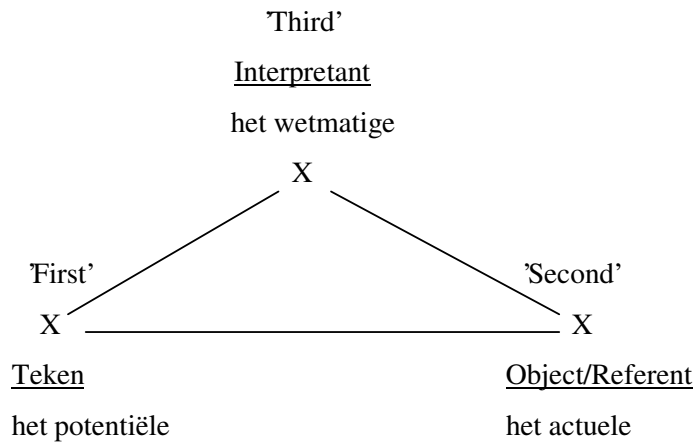 ’Third’
Interpretant
het wetmatige
X
’First’ ’Second’
X X
Teken Object/Referent
het potentiële het actuele